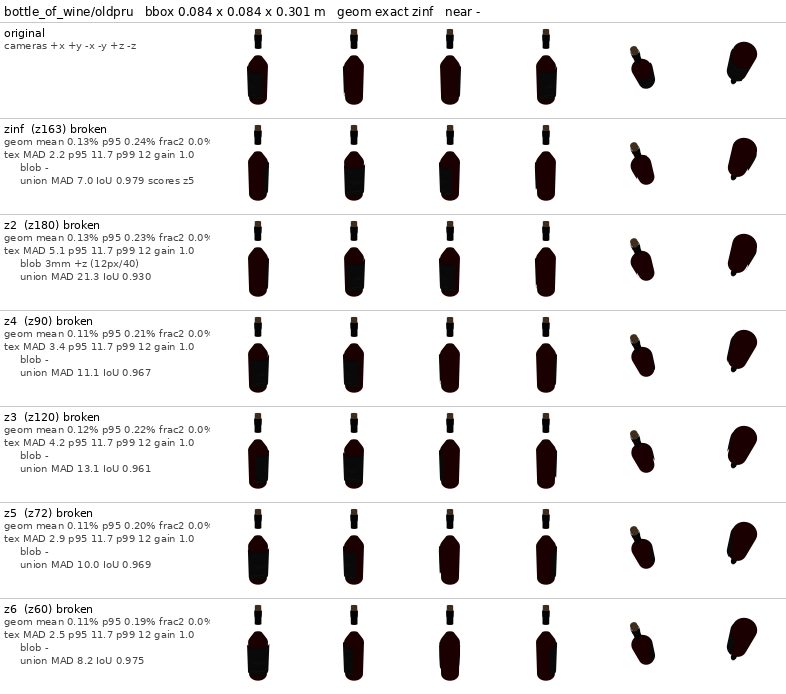 bottle_of_wine/oldpru bbox 0.084 x 0.084 x 0.301 m geom exact zinf near -
original
cameras +x +y -x -y +z -z
zinf (z163) broken
geom mean 0.13% p95 0.24% frac2 0.0%
tex MAD 2.2 p95 11.7 p99 12 gain 1.0
blob -
union MAD 7.0 IoU 0.979 scores z5
z2 (z180) broken
geom mean 0.13% p95 0.23% frac2 0.0%
tex MAD 5.1 p95 11.7 p99 12 gain 1.0
blob 3mm +z (12px/40)
union MAD 21.3 IoU 0.930
z4 (z90) broken
geom mean 0.11% p95 0.21% frac2 0.0%
tex MAD 3.4 p95 11.7 p99 12 gain 1.0
blob -
union MAD 11.1 IoU 0.967
z3 (z120) broken
geom mean 0.12% p95 0.22% frac2 0.0%
tex MAD 4.2 p95 11.7 p99 12 gain 1.0
blob -
union MAD 13.1 IoU 0.961
z5 (z72) broken
geom mean 0.11% p95 0.20% frac2 0.0%
tex MAD 2.9 p95 11.7 p99 12 gain 1.0
blob -
union MAD 10.0 IoU 0.969
z6 (z60) broken
geom mean 0.11% p95 0.19% frac2 0.0%
tex MAD 2.5 p95 11.7 p99 12 gain 1.0
blob -
union MAD 8.2 IoU 0.975